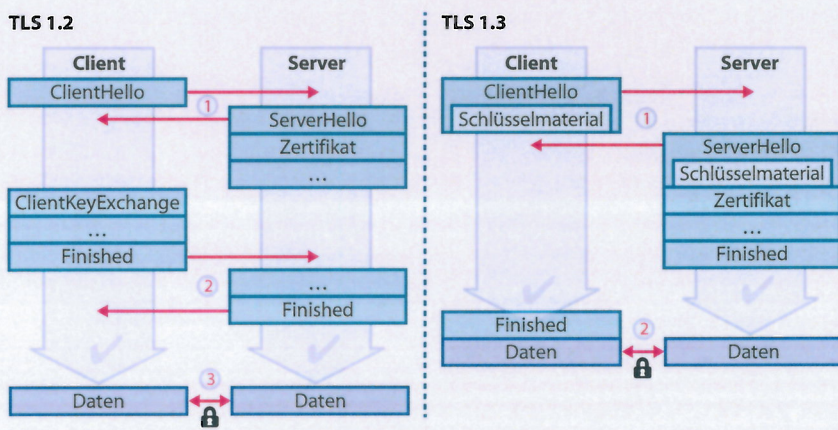 TLS 1.2
Client
Server
ClientHello
1
ServerHello
Zertifikat
...
ClientKeyExchange
...
Finished
2
...
Finished
3
Daten
Daten
TLS 1.3
Client
Server
ClientHello
Schlüsselmaterial
1
ServerHello
Schlüsselmaterial
Zertifikat
...
Finished
Finished
2
Daten
Daten